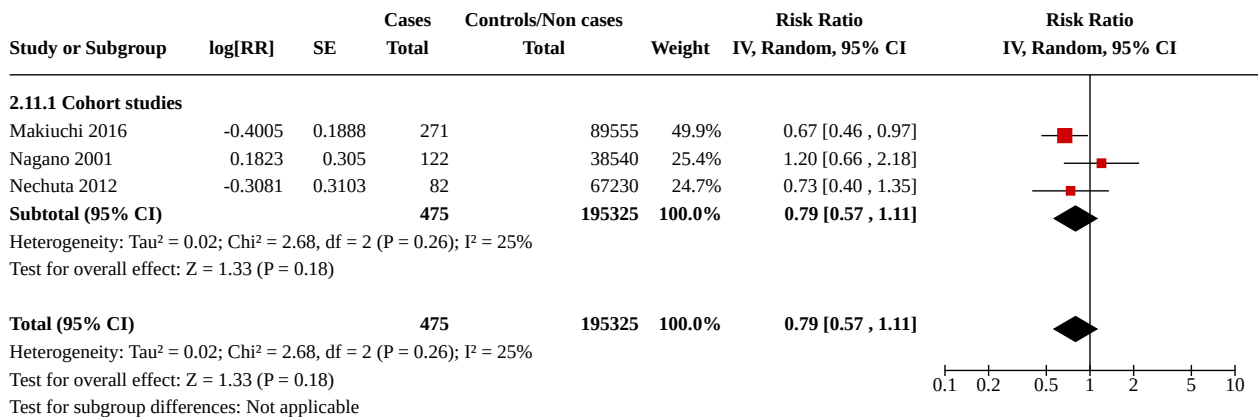 Cases Controls/Non cases Risk Ratio Risk Ratio
Study or Subgroup log[RR] SE Total Total Weight IV, Random, 95% CI IV, Random, 95% CI
2.11.1 Cohort studies
Makiuchi 2016 -0.4005 0.1888 271 89555 49.9% 0.67 [0.46 , 0.97]
Nagano 2001 0.1823 0.305 122 38540 25.4% 1.20 [0.66 , 2.18]
Nechuta 2012 -0.3081 0.3103 82 67230 24.7% 0.73 [0.40 , 1.35]
Subtotal (95% CI) 475 195325 100.0% 0.79 [0.57 , 1.11]
Heterogeneity: Tau² = 0.02; Chi² = 2.68, df = 2 (P = 0.26); I² = 25%
Test for overall effect: Z = 1.33 (P = 0.18)
Total (95% CI) 475 195325 100.0% 0.79 [0.57 , 1.11]
Heterogeneity: Tau² = 0.02; Chi² = 2.68, df = 2 (P = 0.26); I² = 25%
Test for overall effect: Z = 1.33 (P = 0.18)
0.1 0.2 0.5 1 2 5 10
Test for subgroup differences: Not applicable